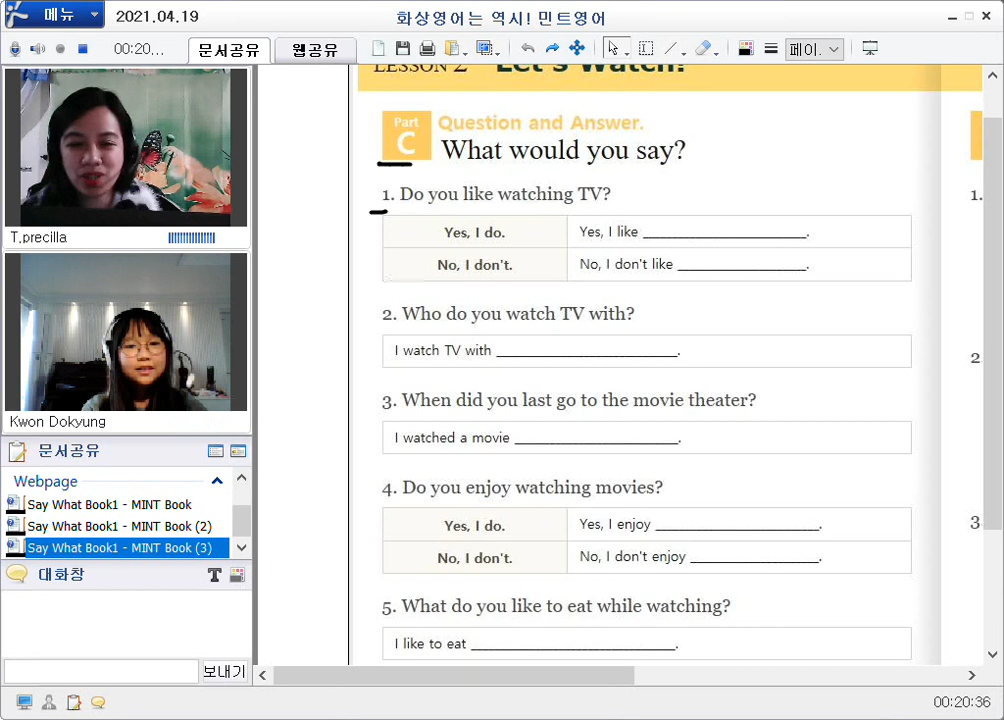 메뉴 2021.04.19 화상영어는 역시! 민트영어
00:20... 문서공유 웹공유 페이.
LESSON 2 Let's Watch!
Part C Question and Answer.
What would you say?
1. Do you like watching TV?
Yes, I do. Yes, I like ____________________.
No, I don't. No, I don't like ________________.
2. Who do you watch TV with?
I watch TV with ______________________.
3. When did you last go to the movie theater?
I watched a movie ____________________.
4. Do you enjoy watching movies?
Yes, I do. Yes, I enjoy ____________________.
No, I don't. No, I don't enjoy ________________.
5. What do you like to eat while watching?
I like to eat _________________________.
1.
2
3
T.precilla
Kwon Dokyung
문서공유
Webpage
Say What Book1 - MINT Book
Say What Book1 - MINT Book (2)
Say What Book1 - MINT Book (3)
대화창 T
보내기
00:20:36